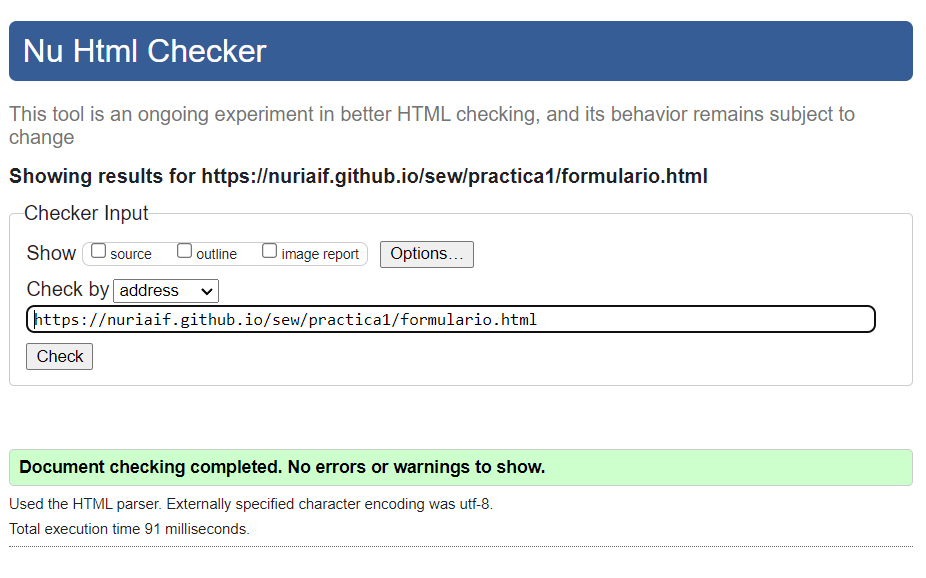 Nu Html Checker
This tool is an ongoing experiment in better HTML checking, and its behavior remains subject to
change
Showing results for https://nuriaif.github.io/sew/practica1/formulario.html
Checker Input
Show source outline image report Options...
Check by address
https://nuriaif.github.io/sew/practica1/formulario.html
Check
Document checking completed. No errors or warnings to show.
Used the HTML parser. Externally specified character encoding was utf-8.
Total execution time 91 milliseconds.